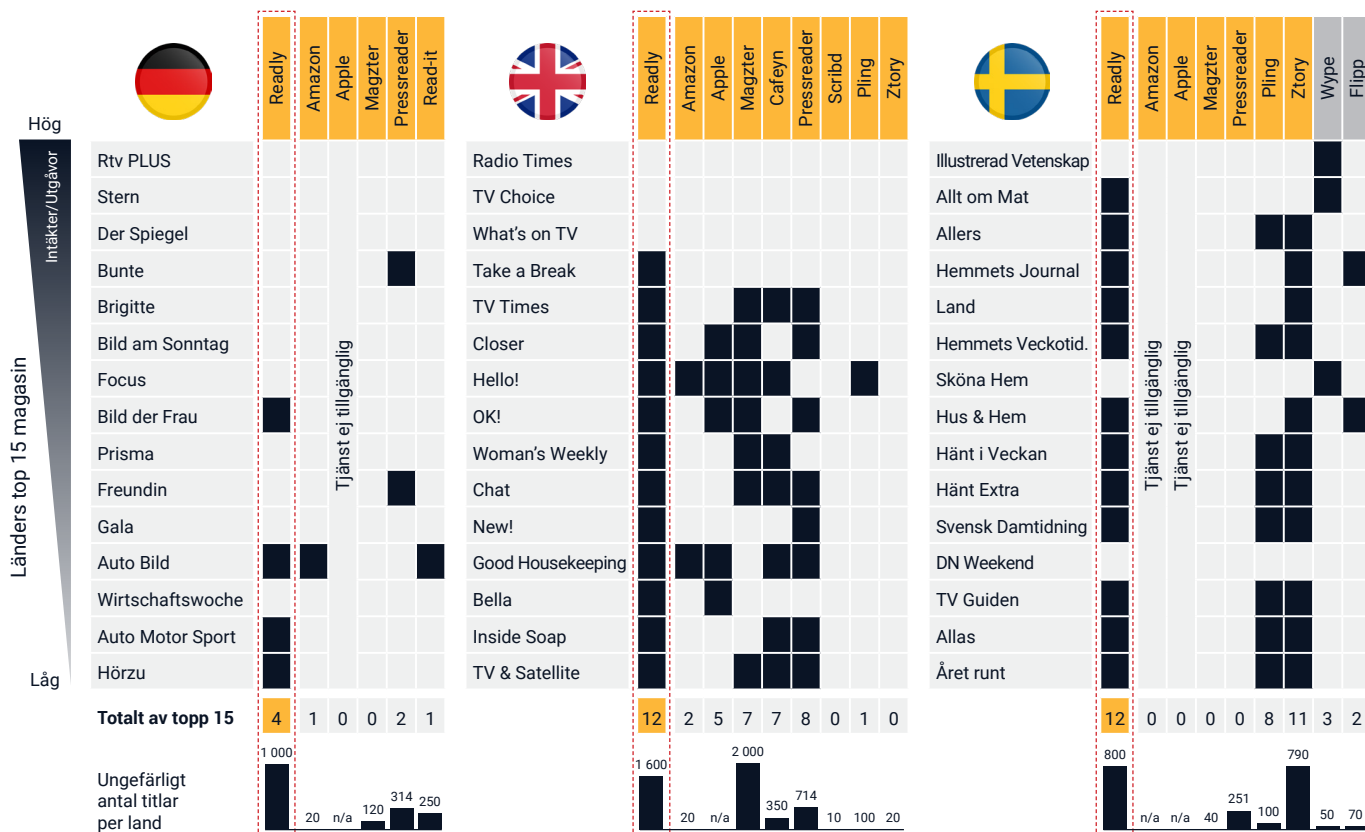 Readly
Amazon
Apple
Magzter
Pressreader
Read-it
Readly
Amazon
Apple
Magzter
Cafeyn
Pressreader
Scribd
Pling
Ztory
Readly
Amazon
Apple
Magzter
Pressreader
Pling
Ztory
Wype
Flipp
Hög
Intäkter/Utgåvor
Länders top 15 magasin
Låg
Rtv PLUS
Stern
Der Spiegel
Bunte
Brigitte
Bild am Sonntag
Focus
Bild der Frau
Prisma
Freundin
Gala
Auto Bild
Wirtschaftswoche
Auto Motor Sport
Hörzu
Tjänst ej tillgänglig
Radio Times
TV Choice
What's on TV
Take a Break
TV Times
Closer
Hello!
OK!
Woman's Weekly
Chat
New!
Good Housekeeping
Bella
Inside Soap
TV & Satellite
Illustrerad Vetenskap
Allt om Mat
Allers
Hemmets Journal
Land
Hemmets Veckotid.
Sköna Hem
Hus & Hem
Hänt i Veckan
Hänt Extra
Svensk Damtidning
DN Weekend
TV Guiden
Allas
Året runt
Tjänst ej tillgänglig
Tjänst ej tillgänglig
Totalt av topp 15 4 1 0 0 2 1 12 2 5 7 7 8 0 1 0 12 0 0 0 0 8 11 3 2
Ungefärligt
antal titlar
per land
1 000 20 n/a 120 314 250
1 600 20 n/a 2 000 350 714 10 100 20
800 n/a n/a 40 251 100 790 50 70